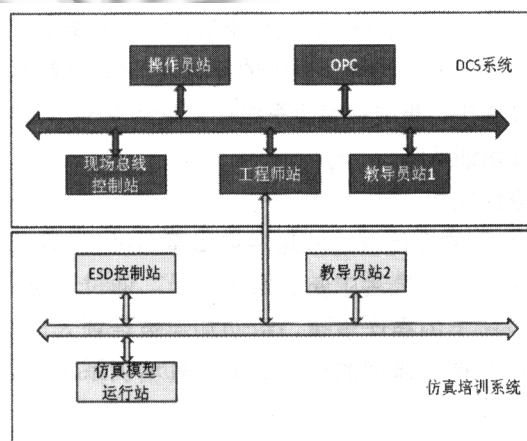 操作员站
OPC
DCS系统
现场总线
控制站
工程师站
教导员站1
ESD控制站
教导员站2
仿真模型
运行站
仿真培训系统